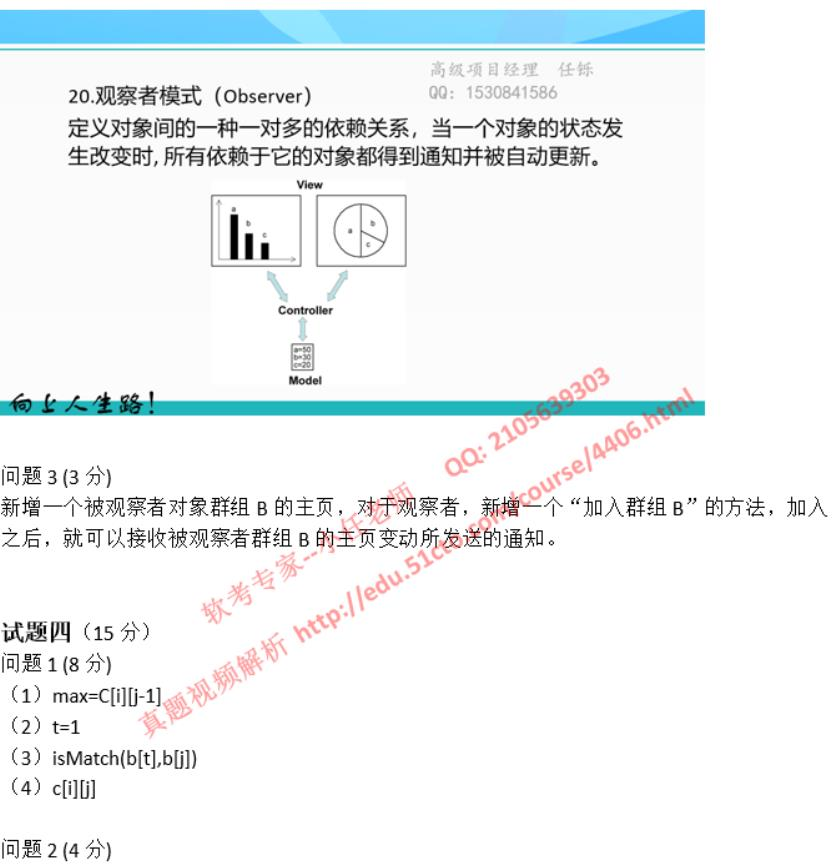 高级项目经理 任铄
QQ：1530841586
20.观察者模式（Observer）
定义对象间的一种一对多的依赖关系，当一个对象的状态发
生改变时, 所有依赖于它的对象都得到通知并被自动更新。
View
a
b
c
a
b
c
Controller
a=50
b=30
c=20
Model
向上人生路！
问题 3 (3 分)
新增一个被观察者对象群组 B 的主页，对于观察者，新增一个“加入群组 B”的方法，加入
之后，就可以接收被观察者群组 B 的主页变动所发送的通知。
软考专家--小任老师 QQ: 2105639303
真题视频解析 http://edu.51cto.com/course/4406.html
试题四（15 分）
问题 1 (8 分)
（1）max=C[i][j-1]
（2）t=1
（3）isMatch(b[t],b[j])
（4）c[i][j]
问题 2 (4 分)